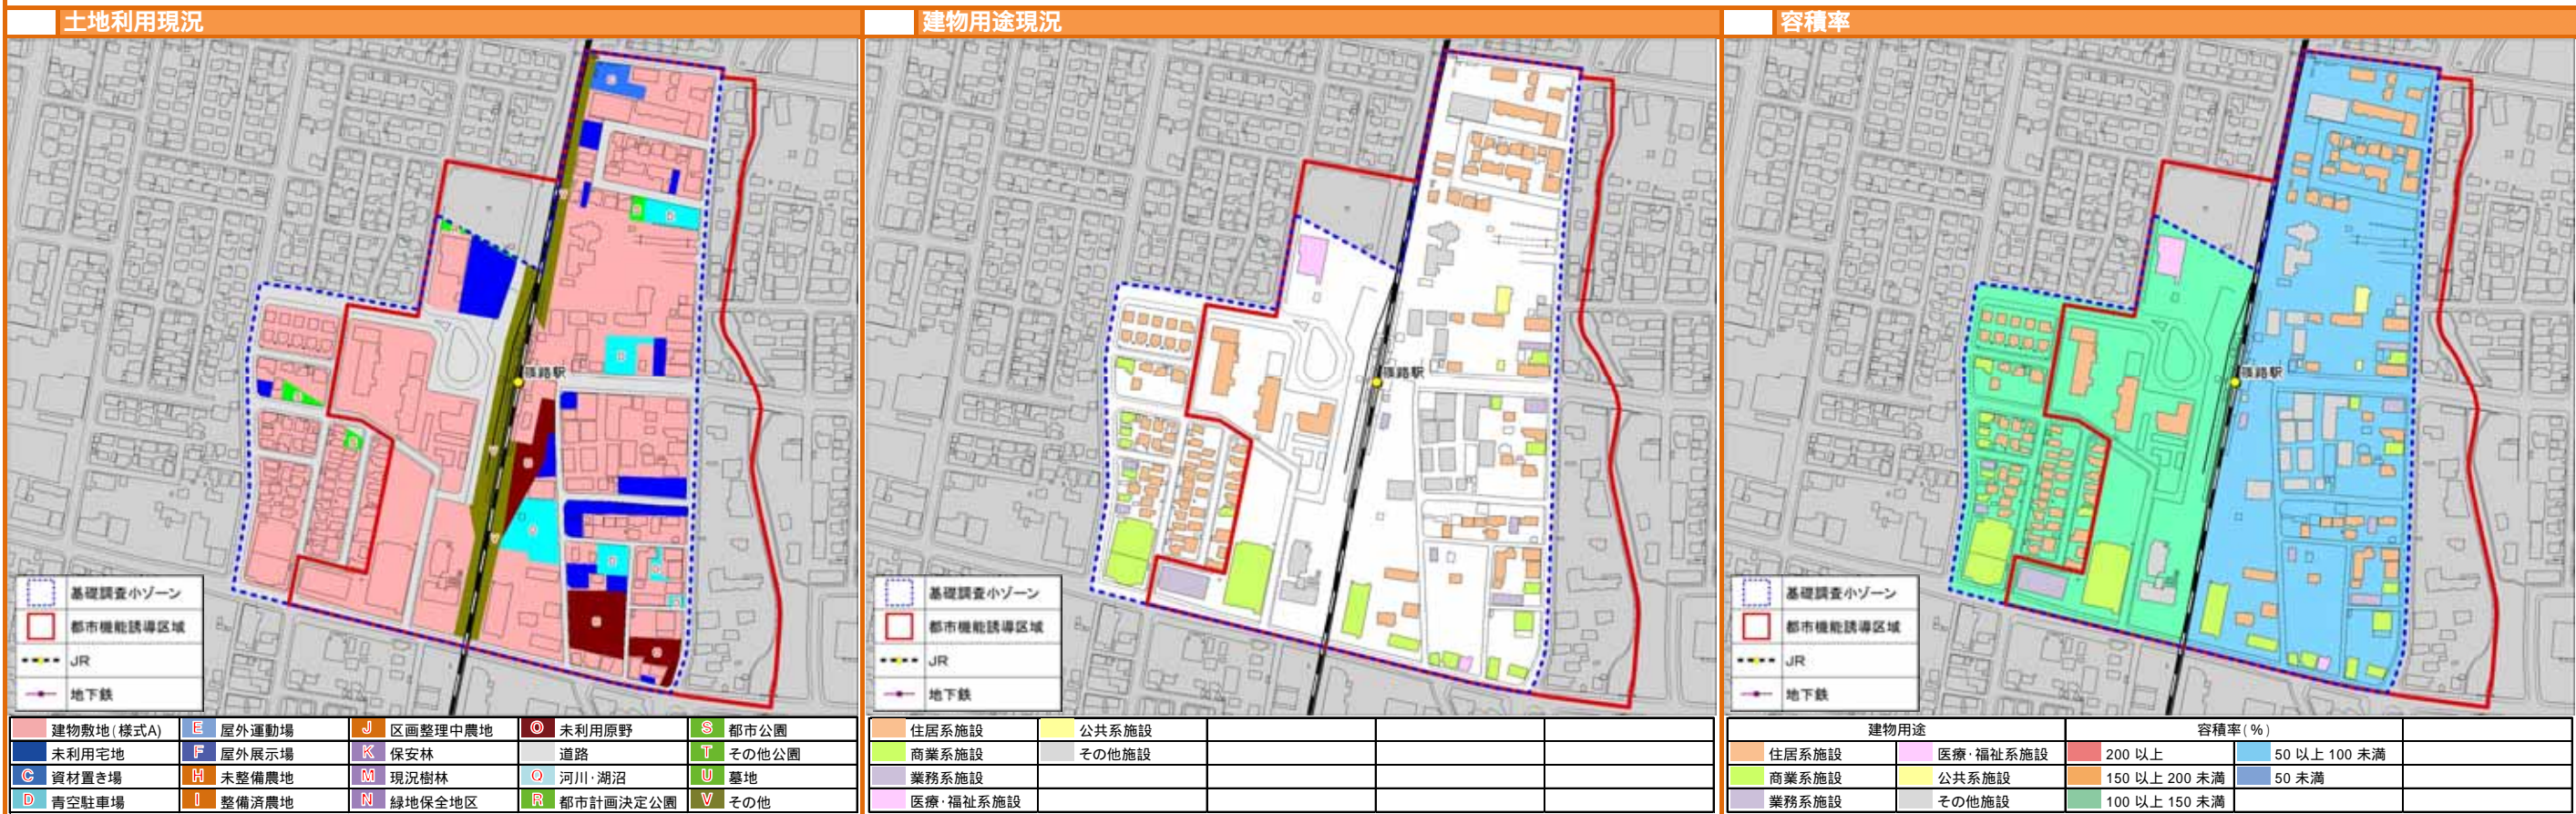 土地利用現況
建物用途現況
容積率
篠路駅
篠路駅
篠路駅
基礎調査小ゾーン
都市機能誘導区域
JR
地下鉄
基礎調査小ゾーン
都市機能誘導区域
JR
地下鉄
基礎調査小ゾーン
都市機能誘導区域
JR
地下鉄
建物敷地(様式A) E 屋外運動場 J 区画整理中農地 O 未利用原野 S 都市公園
未利用宅地 F 屋外展示場 K 保安林 道路 T その他公園
C 資材置き場 H 未整備農地 M 現況樹林 Q 河川・湖沼 U 墓地
D 青空駐車場 I 整備済農地 N 緑地保全地区 R 都市計画決定公園 V その他
住居系施設 公共系施設
商業系施設 その他施設
業務系施設
医療・福祉系施設
建物用途 容積率(%)
住居系施設 医療・福祉系施設 200 以上 50 以上 100 未満
商業系施設 公共系施設 150 以上 200 未満 50 未満
業務系施設 その他施設 100 以上 150 未満